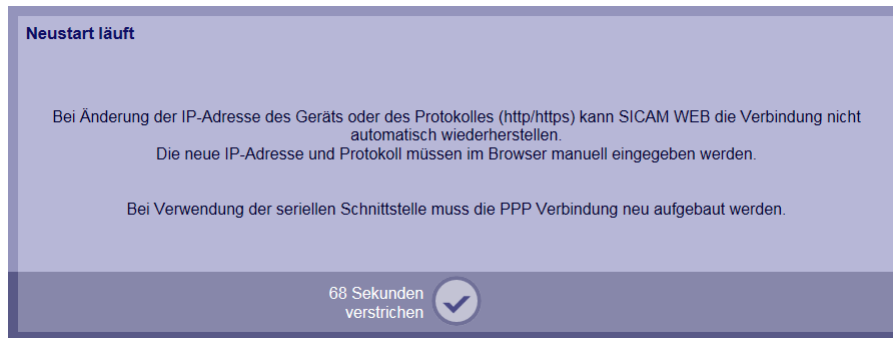 Neustart läuft
Bei Änderung der IP-Adresse des Geräts oder des Protokolles (http/https) kann SICAM WEB die Verbindung nicht
automatisch wiederherstellen.
Die neue IP-Adresse und Protokoll müssen im Browser manuell eingegeben werden.
Bei Verwendung der seriellen Schnittstelle muss die PPP Verbindung neu aufgebaut werden.
68 Sekunden
verstrichen